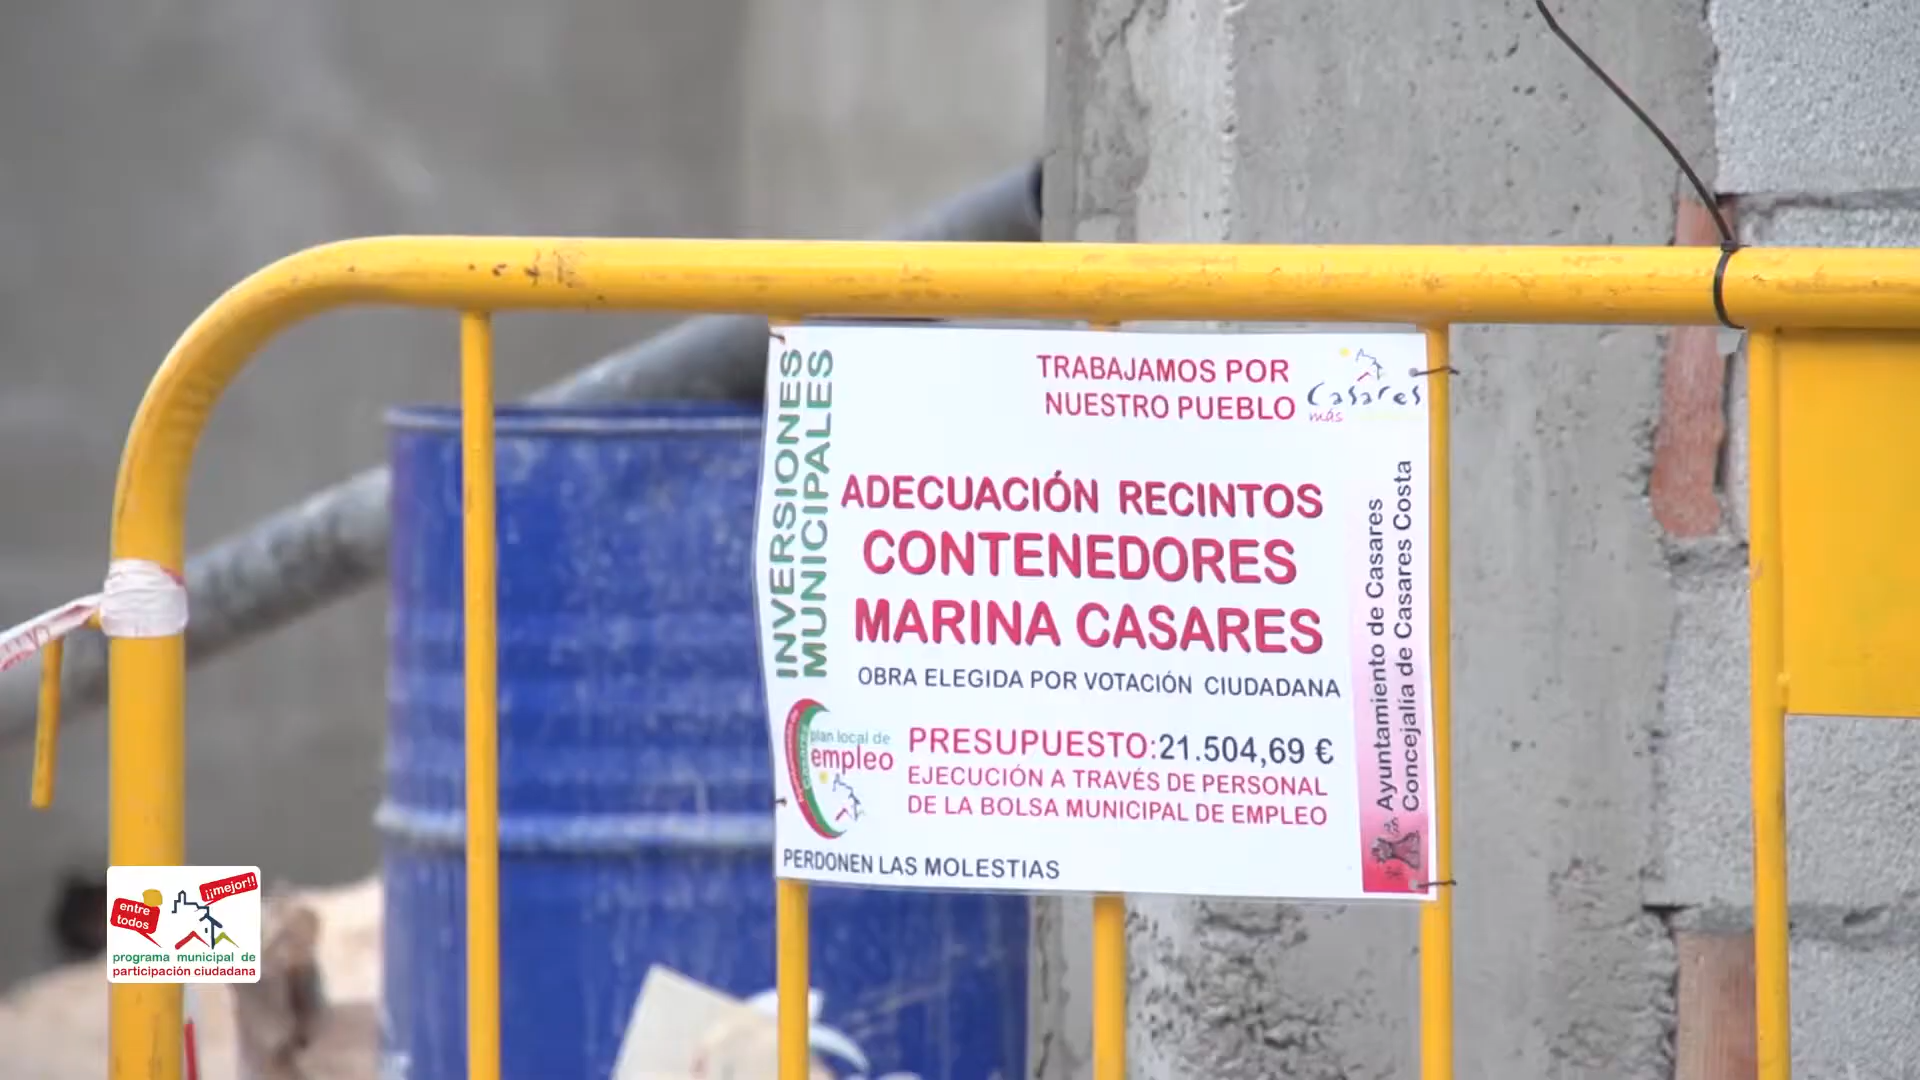 INVERSIONES
MUNICIPALES
TRABAJAMOS POR
NUESTRO PUEBLO
Casares
más
ADECUACIÓN RECINTOS
CONTENEDORES
MARINA CASARES
OBRA ELEGIDA POR VOTACIÓN CIUDADANA
plan local de
empleo
PRESUPUESTO:21.504,69 €
EJECUCIÓN A TRAVÉS DE PERSONAL
DE LA BOLSA MUNICIPAL DE EMPLEO
PERDONEN LAS MOLESTIAS
Ayuntamiento de Casares
Concejalía de Casares Costa
entre
todos
¡¡mejor!!
programa municipal de
participación ciudadana